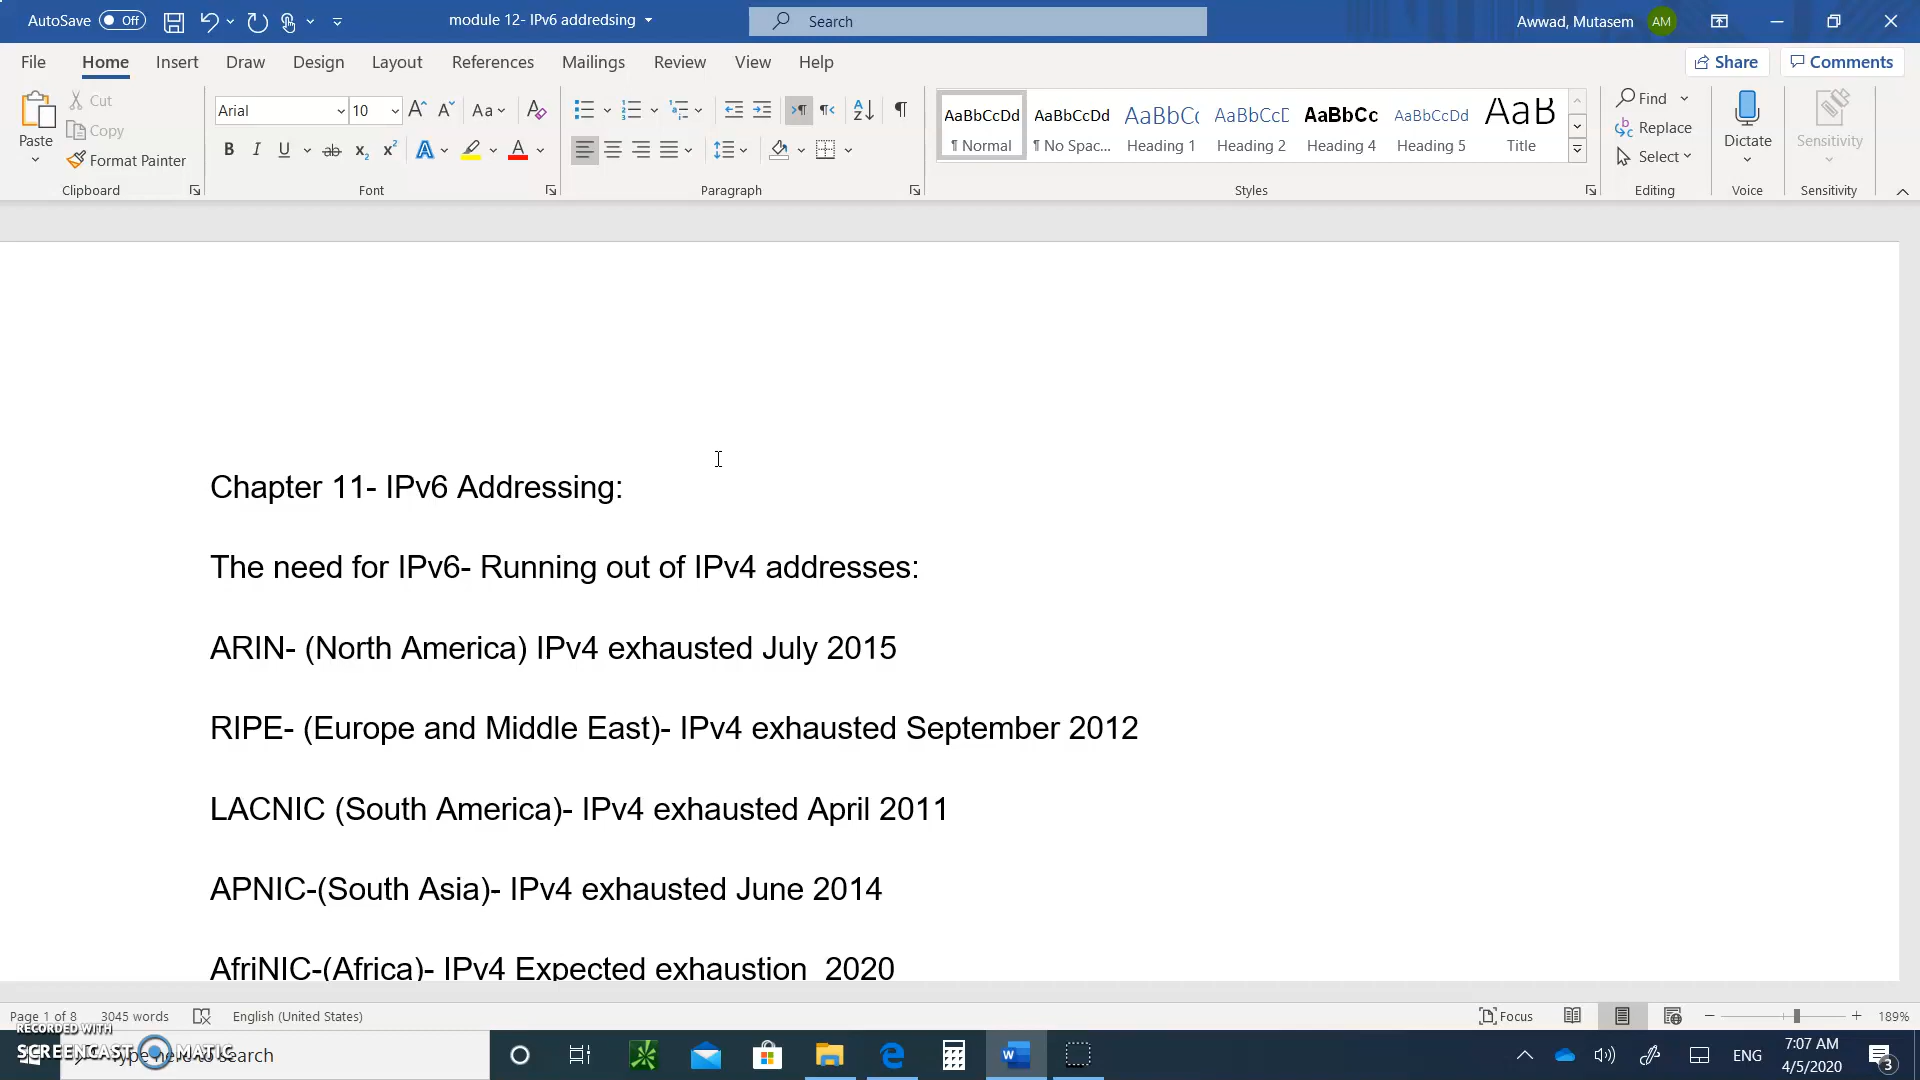 AutoSave Off module 12- IPv6 addredsing Search Awwad, Mutasem AM
File Home Insert Draw Design Layout References Mailings Review View Help Share Comments
Paste Cut Copy Format Painter Clipboard
Arial 10 Aa Font
Paragraph
AaBbCcDd AaBbCcDd AaBbCc AaBbCcD AaBbCc AaBbCcDd AaB
¶ Normal ¶ No Spac... Heading 1 Heading 2 Heading 4 Heading 5 Title
Styles
Find Replace Select Editing
Dictate Voice
Sensitivity Sensitivity
Chapter 11- IPv6 Addressing:
The need for IPv6- Running out of IPv4 addresses:
ARIN- (North America) IPv4 exhausted July 2015
RIPE- (Europe and Middle East)- IPv4 exhausted September 2012
LACNIC (South America)- IPv4 exhausted April 2011
APNIC-(South Asia)- IPv4 exhausted June 2014
AfriNIC-(Africa)- IPv4 Expected exhaustion  2020
Page 1 of 8 3045 words English (United States) Focus 189%
RECORDED WITH
SCREENCAST MATIC
Type here to search
ENG 7:07 AM
4/5/2020 3